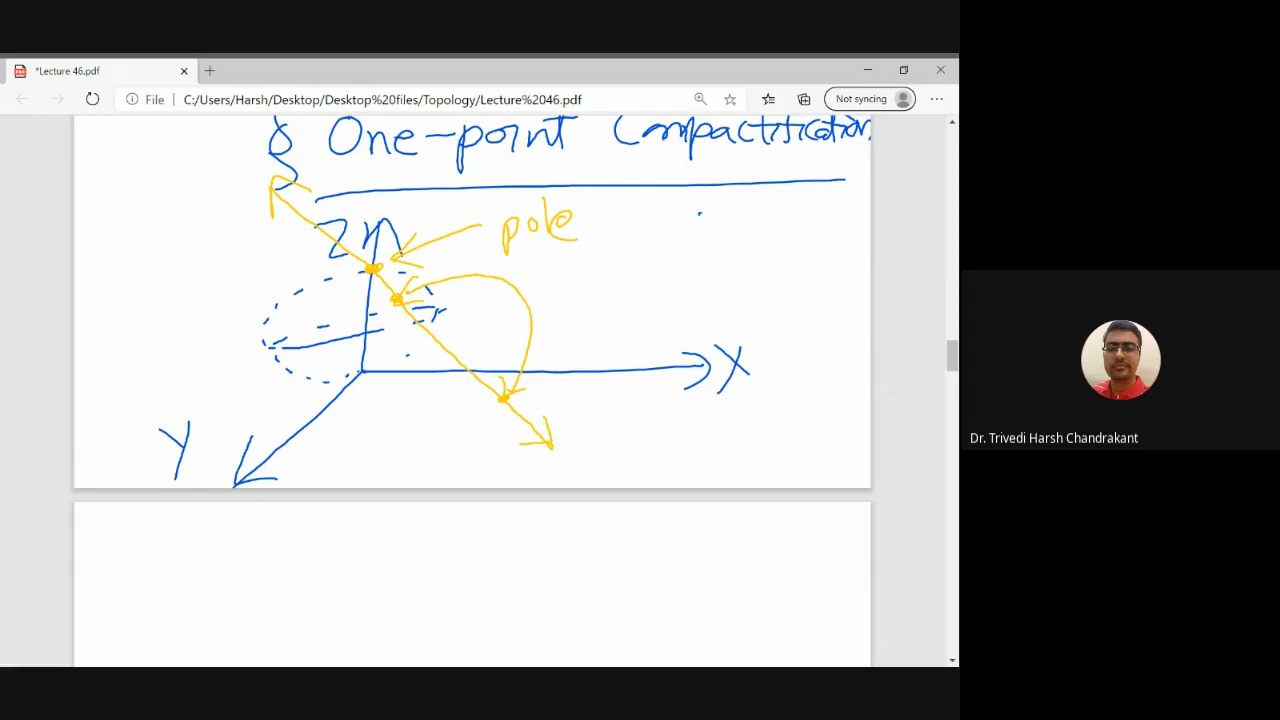 *Lecture 46.pdf
File | C:/Users/Harsh/Desktop/Desktop%20files/Topology/Lecture%2046.pdf
Not syncing
§ One-point Compactification
Z
pole
X
Y
Dr. Trivedi Harsh Chandrakant